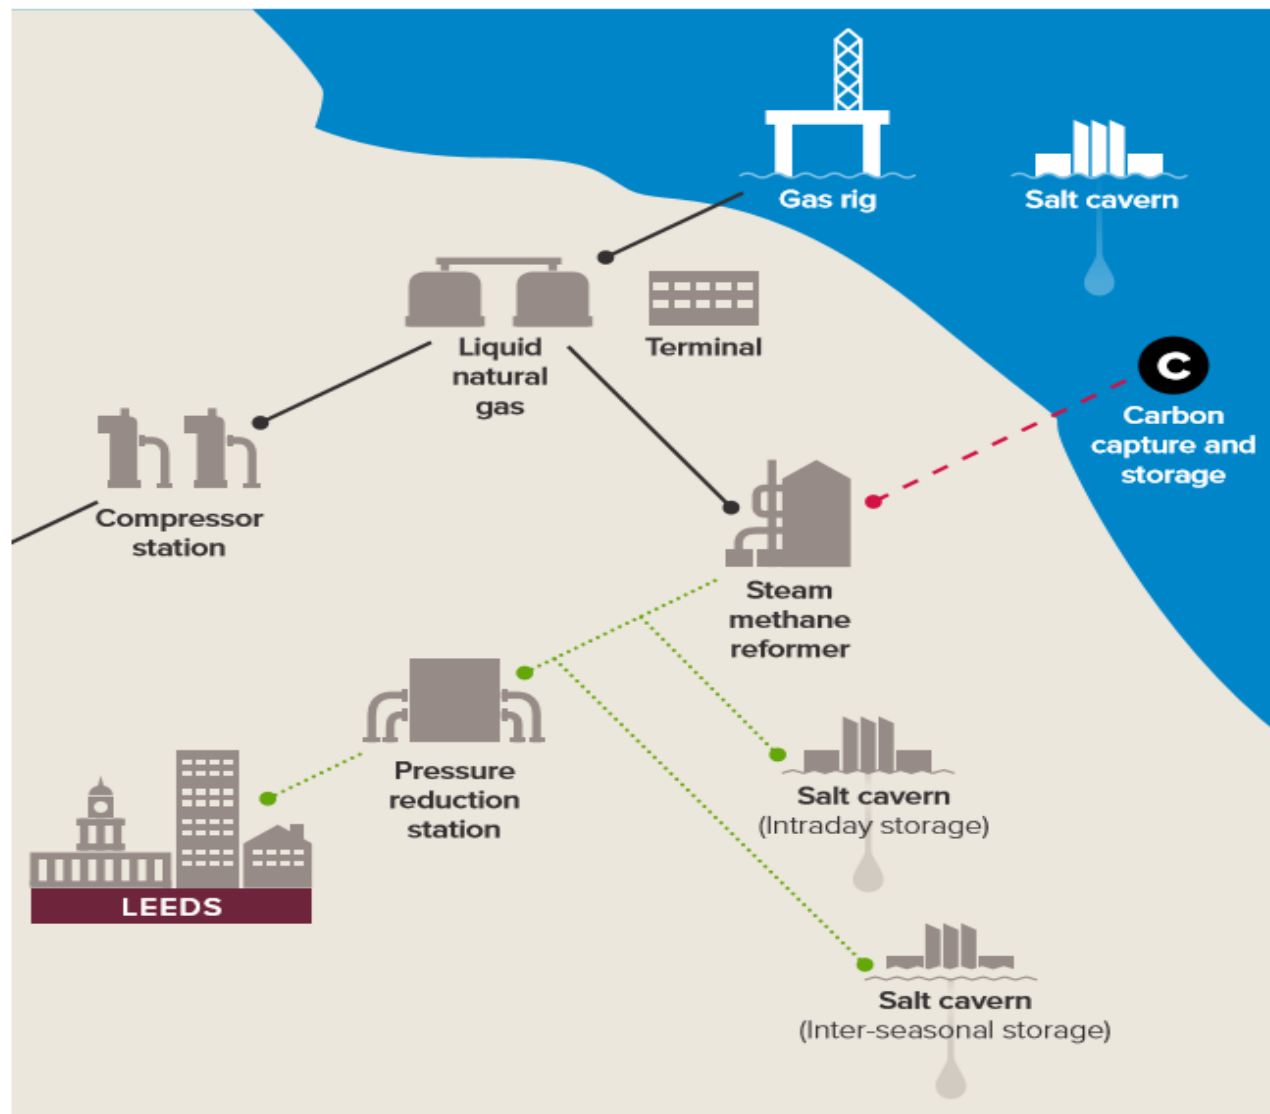 Gas rig
Salt cavern
Liquid
natural
gas
Terminal
C
Carbon
capture and
storage
Compressor
station
Steam
methane
reformer
Pressure
reduction
station
Salt cavern
(Intraday storage)
LEEDS
Salt cavern
(Inter-seasonal storage)